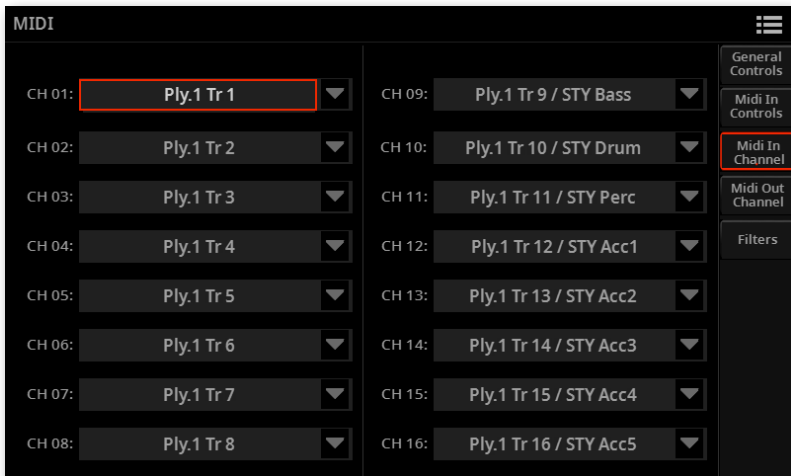 MIDI
CH 01: Ply.1 Tr 1
CH 02: Ply.1 Tr 2
CH 03: Ply.1 Tr 3
CH 04: Ply.1 Tr 4
CH 05: Ply.1 Tr 5
CH 06: Ply.1 Tr 6
CH 07: Ply.1 Tr 7
CH 08: Ply.1 Tr 8
CH 09: Ply.1 Tr 9 / STY Bass
CH 10: Ply.1 Tr 10 / STY Drum
CH 11: Ply.1 Tr 11 / STY Perc
CH 12: Ply.1 Tr 12 / STY Acc1
CH 13: Ply.1 Tr 13 / STY Acc2
CH 14: Ply.1 Tr 14 / STY Acc3
CH 15: Ply.1 Tr 15 / STY Acc4
CH 16: Ply.1 Tr 16 / STY Acc5
General
Controls
Midi In
Controls
Midi In
Channel
Midi Out
Channel
Filters